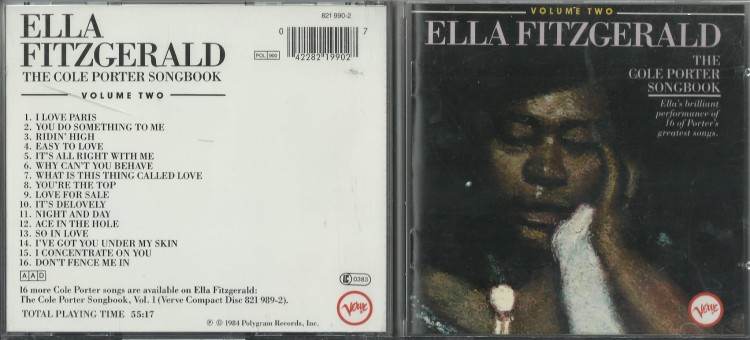 ELLA
FITZGERALD
THE COLE PORTER SONGBOOK
VOLUME TWO
821 990-2
0 7
POL 900
42282 19902
1. I LOVE PARIS
2. YOU DO SOMETHING TO ME
3. RIDIN' HIGH
4. EASY TO LOVE
5. IT'S ALL RIGHT WITH ME
6. WHY CAN'T YOU BEHAVE
7. WHAT IS THIS THING CALLED LOVE
8. YOU'RE THE TOP
9. LOVE FOR SALE
10. IT'S DELOVELY
11. NIGHT AND DAY
12. ACE IN THE HOLE
13. SO IN LOVE
14. I'VE GOT YOU UNDER MY SKIN
15. I CONCENTRATE ON YOU
16. DON'T FENCE ME IN
AAD
LC 0383
16 more Cole Porter songs are available on Ella Fitzgerald:
The Cole Porter Songbook, Vol. 1 (Verve Compact Disc 821 989-2).
TOTAL PLAYING TIME 55:17
℗ © 1984 Polygram Records, Inc.
Verve
VOLUME TWO
ELLA FITZGERALD
THE
COLE PORTER
SONGBOOK
Ella's brilliant
performance of
16 of Porter's
greatest songs.
Verve